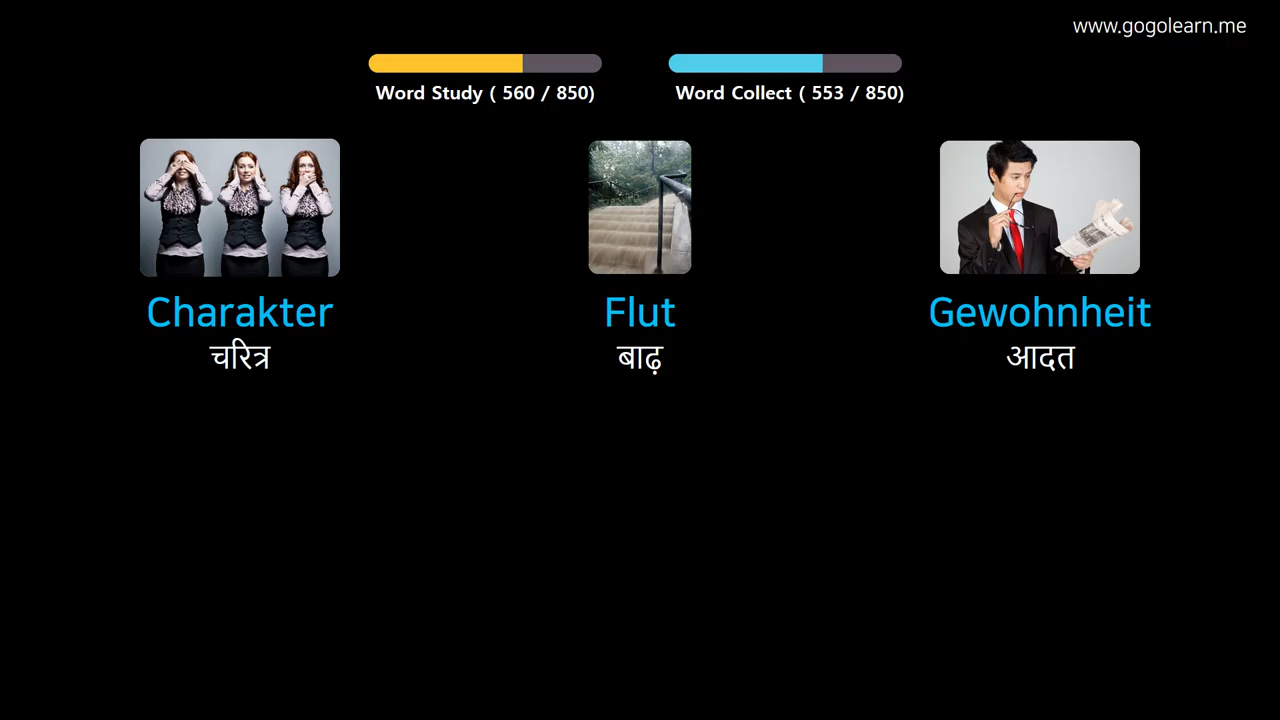 www.gogolearn.me
Word Study ( 560 / 850)
Word Collect ( 553 / 850)
Charakter
चरित्र
Flut
बाढ़
Gewohnheit
आदत